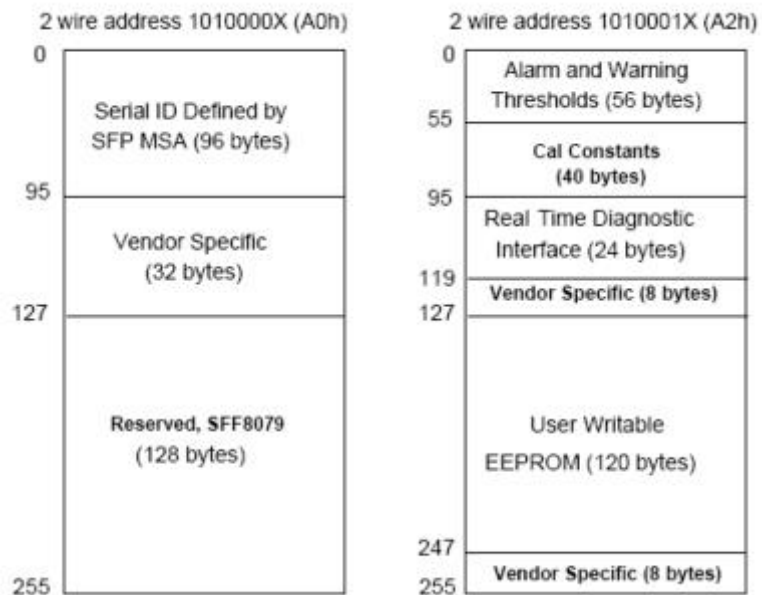 2 wire address 1010000X (A0h)
0
Serial ID Defined by
SFP MSA (96 bytes)
95
Vendor Specific
(32 bytes)
127
Reserved, SFF8079
(128 bytes)
255
2 wire address 1010001X (A2h)
0
Alarm and Warning
Thresholds (56 bytes)
55
Cal Constants
(40 bytes)
95
Real Time Diagnostic
Interface (24 bytes)
119
Vendor Specific (8 bytes)
127
User Writable
EEPROM (120 bytes)
247
Vendor Specific (8 bytes)
255